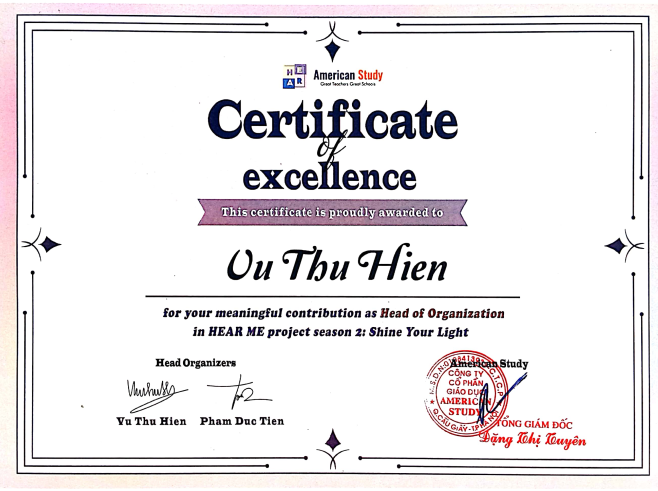 H
A R
American Study
Great Teachers Great Schools
Certificate
of
excellence
This certificate is proudly awarded to
Vu Thu Hien
for your meaningful contribution as Head of Organization
in HEAR ME project season 2: Shine Your Light
Head Organizers
American Study
CÔNG TY
CỔ PHẦN
GIÁO DỤC
AMERICAN
STUDY
Q.CẦU GIẤY - TP HÀ NỘI
Vu Thu Hien Pham Duc Tien
TỔNG GIÁM ĐỐC
Đặng Thị Tuyên